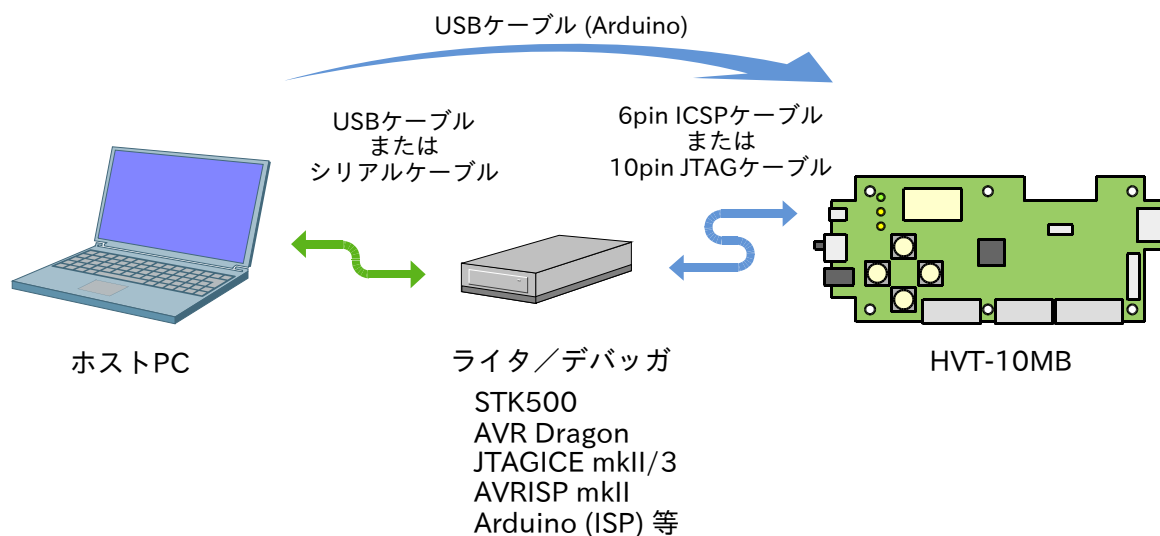 USBケーブル (Arduino)
USBケーブル
または
シリアルケーブル
6pin ICSPケーブル
または
10pin JTAGケーブル
ホストPC
ライタ／デバッガ
HVT-10MB
STK500
AVR Dragon
JTAGICE mkII/3
AVRISP mkII
Arduino (ISP) 等